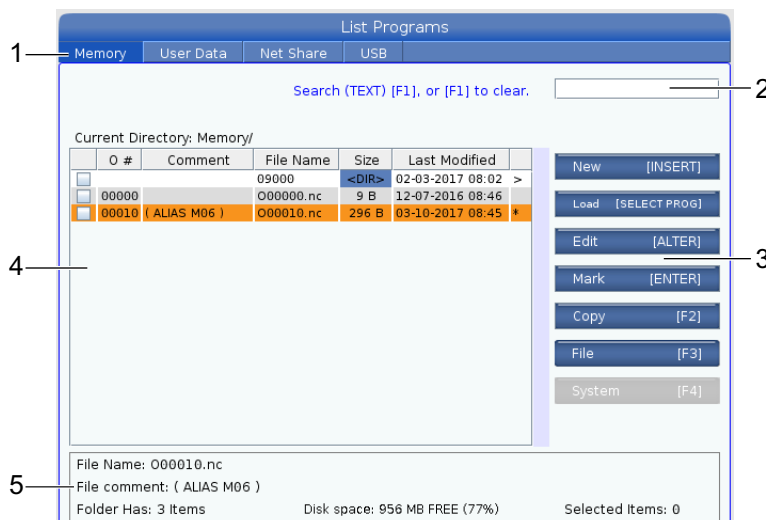 List Programs
1
Memory User Data Net Share USB
Search (TEXT) [F1], or [F1] to clear.
2
Current Directory: Memory/
O # Comment File Name Size Last Modified
09000 <DIR> 02-03-2017 08:02 >
O0000 O00000.nc 9 B 12-07-2016 08:46
O0010 ( ALIAS M06 ) O00010.nc 296 B 03-10-2017 08:45 *
New [INSERT]
Load [SELECT PROG]
Edit [ALTER]
3
Mark [ENTER]
Copy [F2]
File [F3]
System [F4]
4
File Name: O00010.nc
5
File comment: ( ALIAS M06 )
Folder Has: 3 Items Disk space: 956 MB FREE (77%) Selected Items: 0